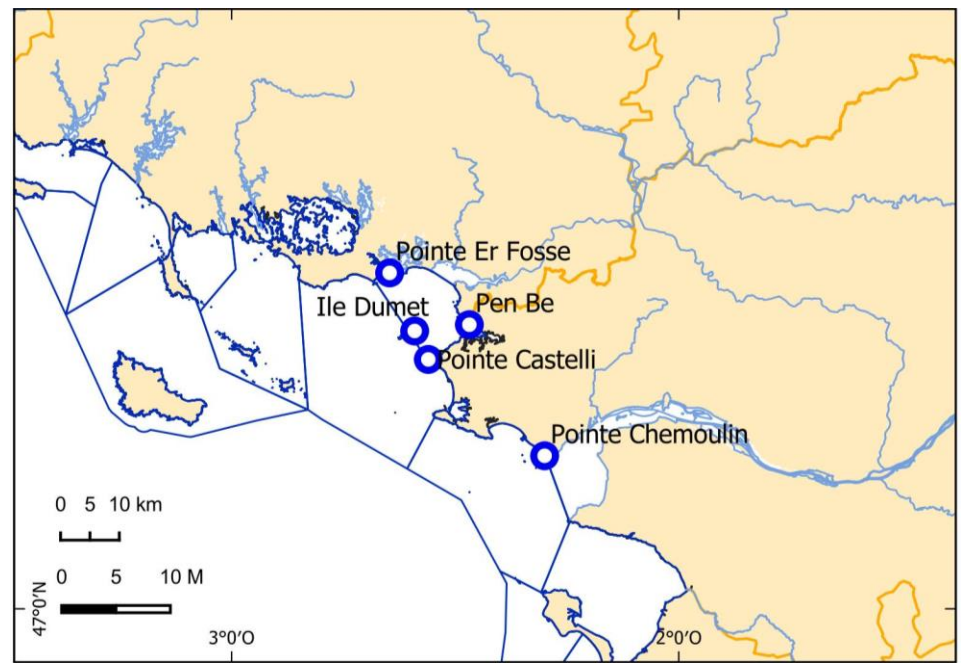 Pointe Er Fosse
Ile Dumet
Pen Be
Pointe Castelli
Pointe Chemoulin
0 5 10 km
0 5 10 M
47°0'N
3°0'O
2°0'O